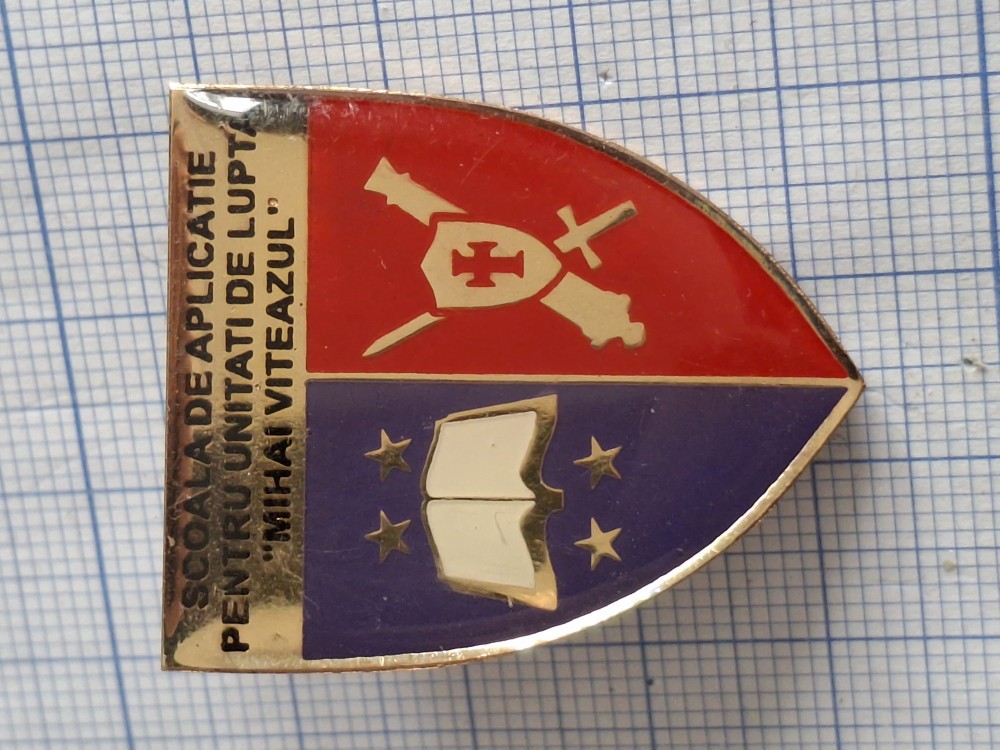 SCOALA DE APLICATIE
PENTRU UNITATI DE LUPTA
"MIHAI VITEAZUL"